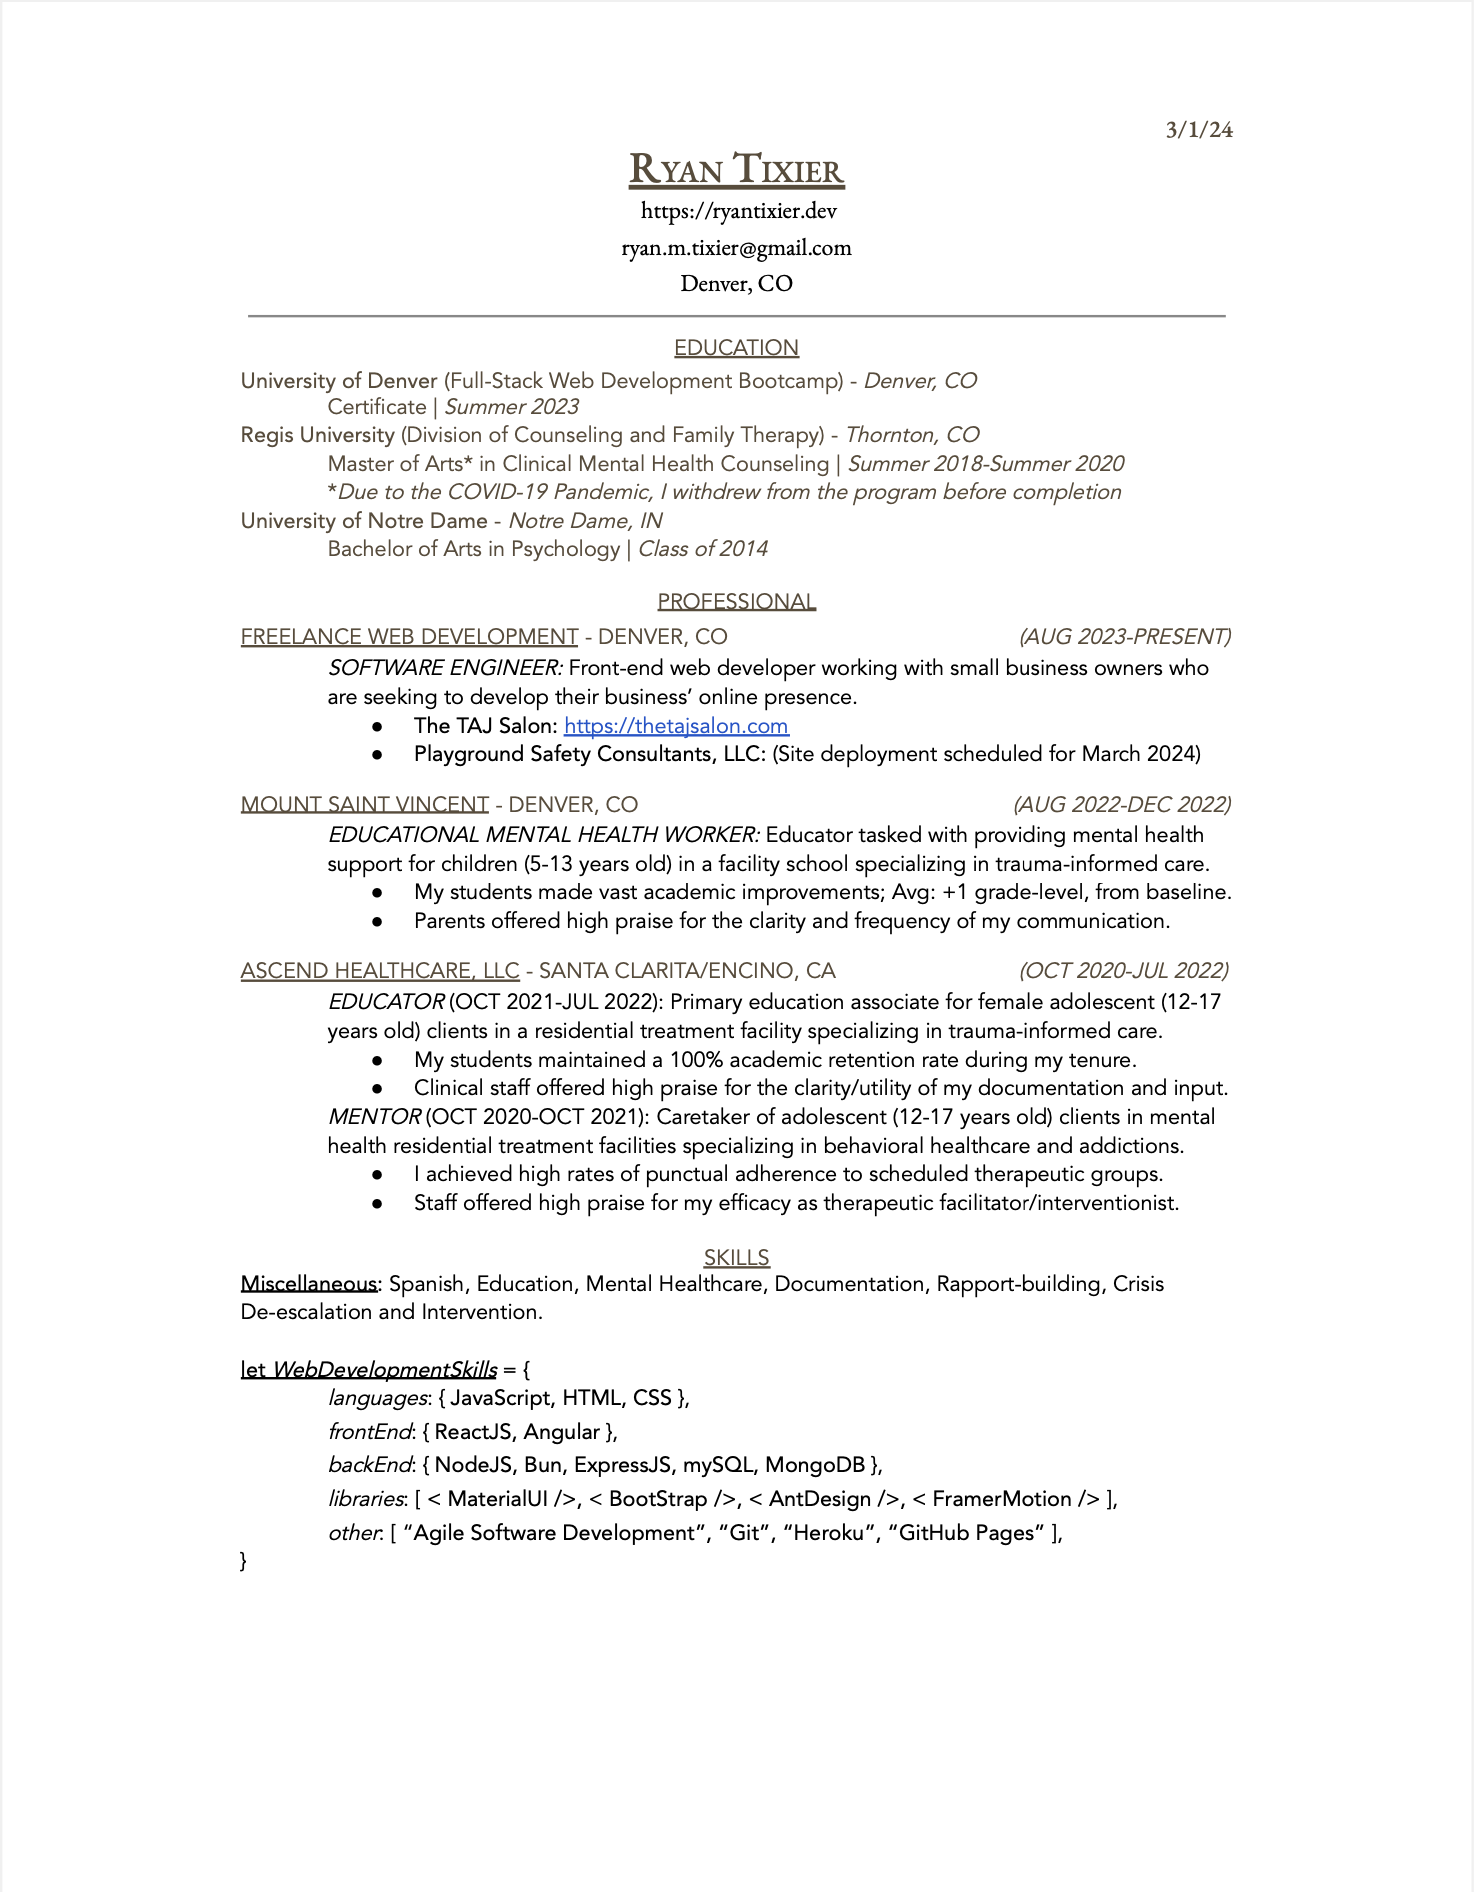 3/1/24
Ryan Tixier
https://ryantixier.dev
ryan.m.tixier@gmail.com
Denver, CO
EDUCATION
University of Denver (Full-Stack Web Development Bootcamp) - Denver, CO
Certificate | Summer 2023
Regis University (Division of Counseling and Family Therapy) - Thornton, CO
Master of Arts* in Clinical Mental Health Counseling | Summer 2018-Summer 2020
*Due to the COVID-19 Pandemic, I withdrew from the program before completion
University of Notre Dame - Notre Dame, IN
Bachelor of Arts in Psychology | Class of 2014
PROFESSIONAL
FREELANCE WEB DEVELOPMENT - DENVER, CO (AUG 2023-PRESENT)
SOFTWARE ENGINEER: Front-end web developer working with small business owners who
are seeking to develop their business’ online presence.
● The TAJ Salon: https://thetajsalon.com
● Playground Safety Consultants, LLC: (Site deployment scheduled for March 2024)
MOUNT SAINT VINCENT - DENVER, CO (AUG 2022-DEC 2022)
EDUCATIONAL MENTAL HEALTH WORKER: Educator tasked with providing mental health
support for children (5-13 years old) in a facility school specializing in trauma-informed care.
● My students made vast academic improvements; Avg: +1 grade-level, from baseline.
● Parents offered high praise for the clarity and frequency of my communication.
ASCEND HEALTHCARE, LLC - SANTA CLARITA/ENCINO, CA (OCT 2020-JUL 2022)
EDUCATOR (OCT 2021-JUL 2022): Primary education associate for female adolescent (12-17
years old) clients in a residential treatment facility specializing in trauma-informed care.
● My students maintained a 100% academic retention rate during my tenure.
● Clinical staff offered high praise for the clarity/utility of my documentation and input.
MENTOR (OCT 2020-OCT 2021): Caretaker of adolescent (12-17 years old) clients in mental
health residential treatment facilities specializing in behavioral healthcare and addictions.
● I achieved high rates of punctual adherence to scheduled therapeutic groups.
● Staff offered high praise for my efficacy as therapeutic facilitator/interventionist.
SKILLS
Miscellaneous: Spanish, Education, Mental Healthcare, Documentation, Rapport-building, Crisis
De-escalation and Intervention.
let WebDevelopmentSkills = {
languages: { JavaScript, HTML, CSS },
frontEnd: { ReactJS, Angular },
backEnd: { NodeJS, Bun, ExpressJS, mySQL, MongoDB },
libraries: [ < MaterialUI />, < BootStrap />, < AntDesign />, < FramerMotion /> ],
other: [ “Agile Software Development”, “Git”, “Heroku”, “GitHub Pages” ],
}